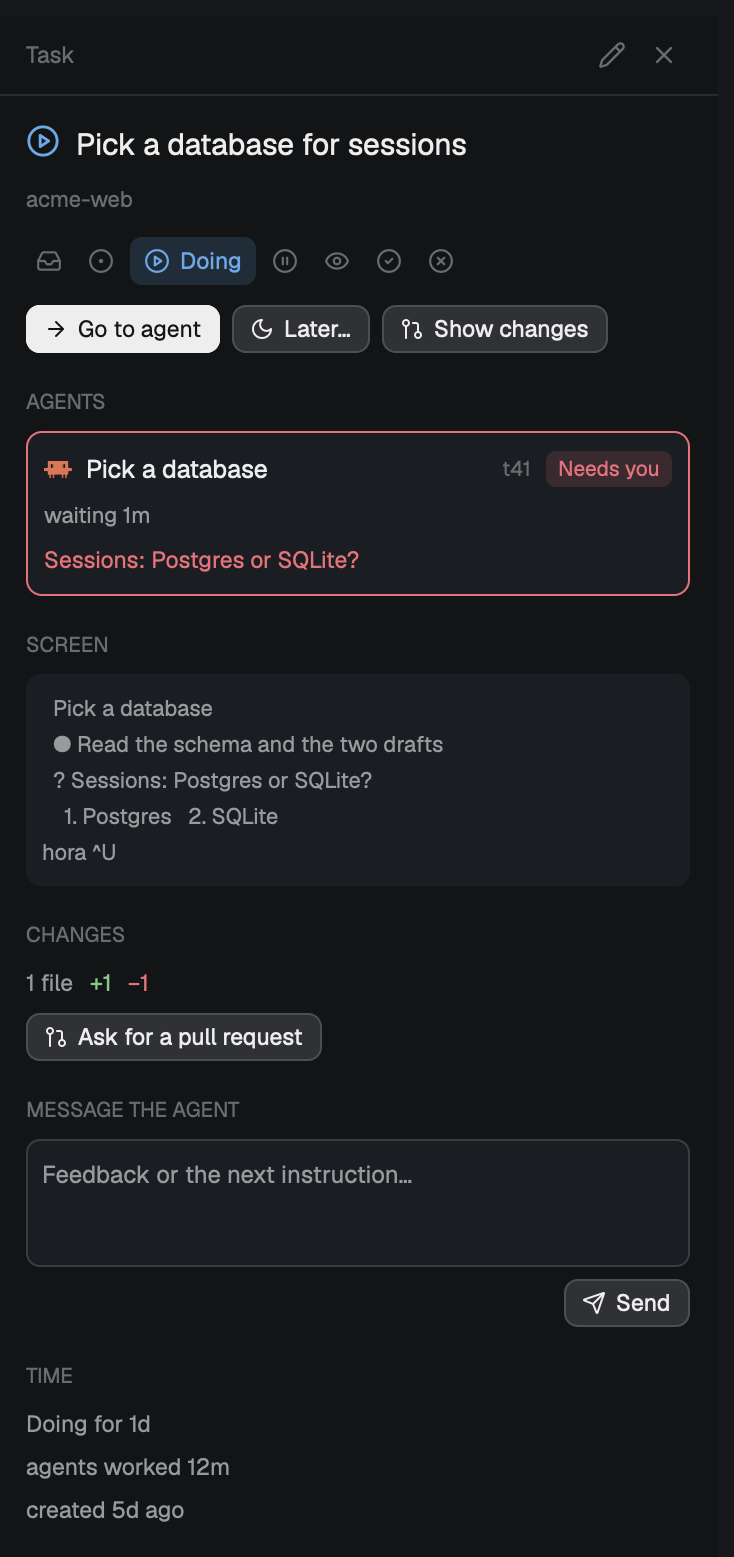 Task
Pick a database for sessions
acme-web
Doing
Go to agent Later… Show changes
AGENTS
Pick a database t41 Needs you
waiting 1m
Sessions: Postgres or SQLite?
SCREEN
Pick a database
● Read the schema and the two drafts
? Sessions: Postgres or SQLite?
1. Postgres 2. SQLite
hora ^U
CHANGES
1 file +1 −1
Ask for a pull request
MESSAGE THE AGENT
Feedback or the next instruction…
Send
TIME
Doing for 1d
agents worked 12m
created 5d ago